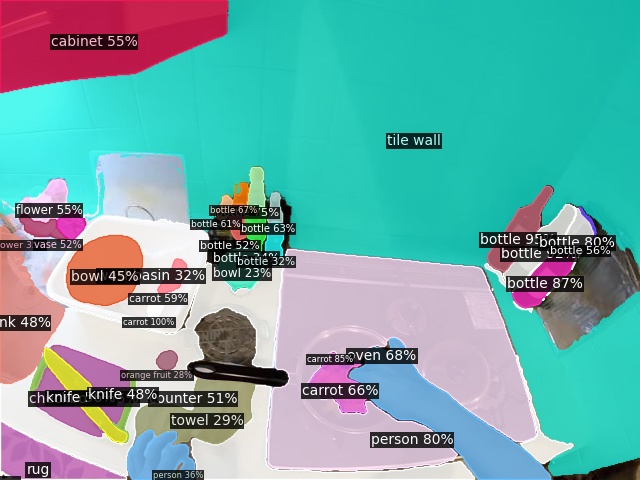 cabinet 55%
tile wall
flower 55%
flower 3
vase 52%
bottle 67%
5%
bottle 61%
bottle 63%
bottle 52%
bottle 32%
bowl 23%
bowl 45%
asin 32%
carrot 59%
carrot 100%
nk 48%
bottle 95%
bottle 80%
bottle 56%
bottle 87%
carrot 85%
ven 68%
carrot 66%
orange fruit 28%
knife 48%
ounter 51%
towel 29%
person 80%
rug
person 36%